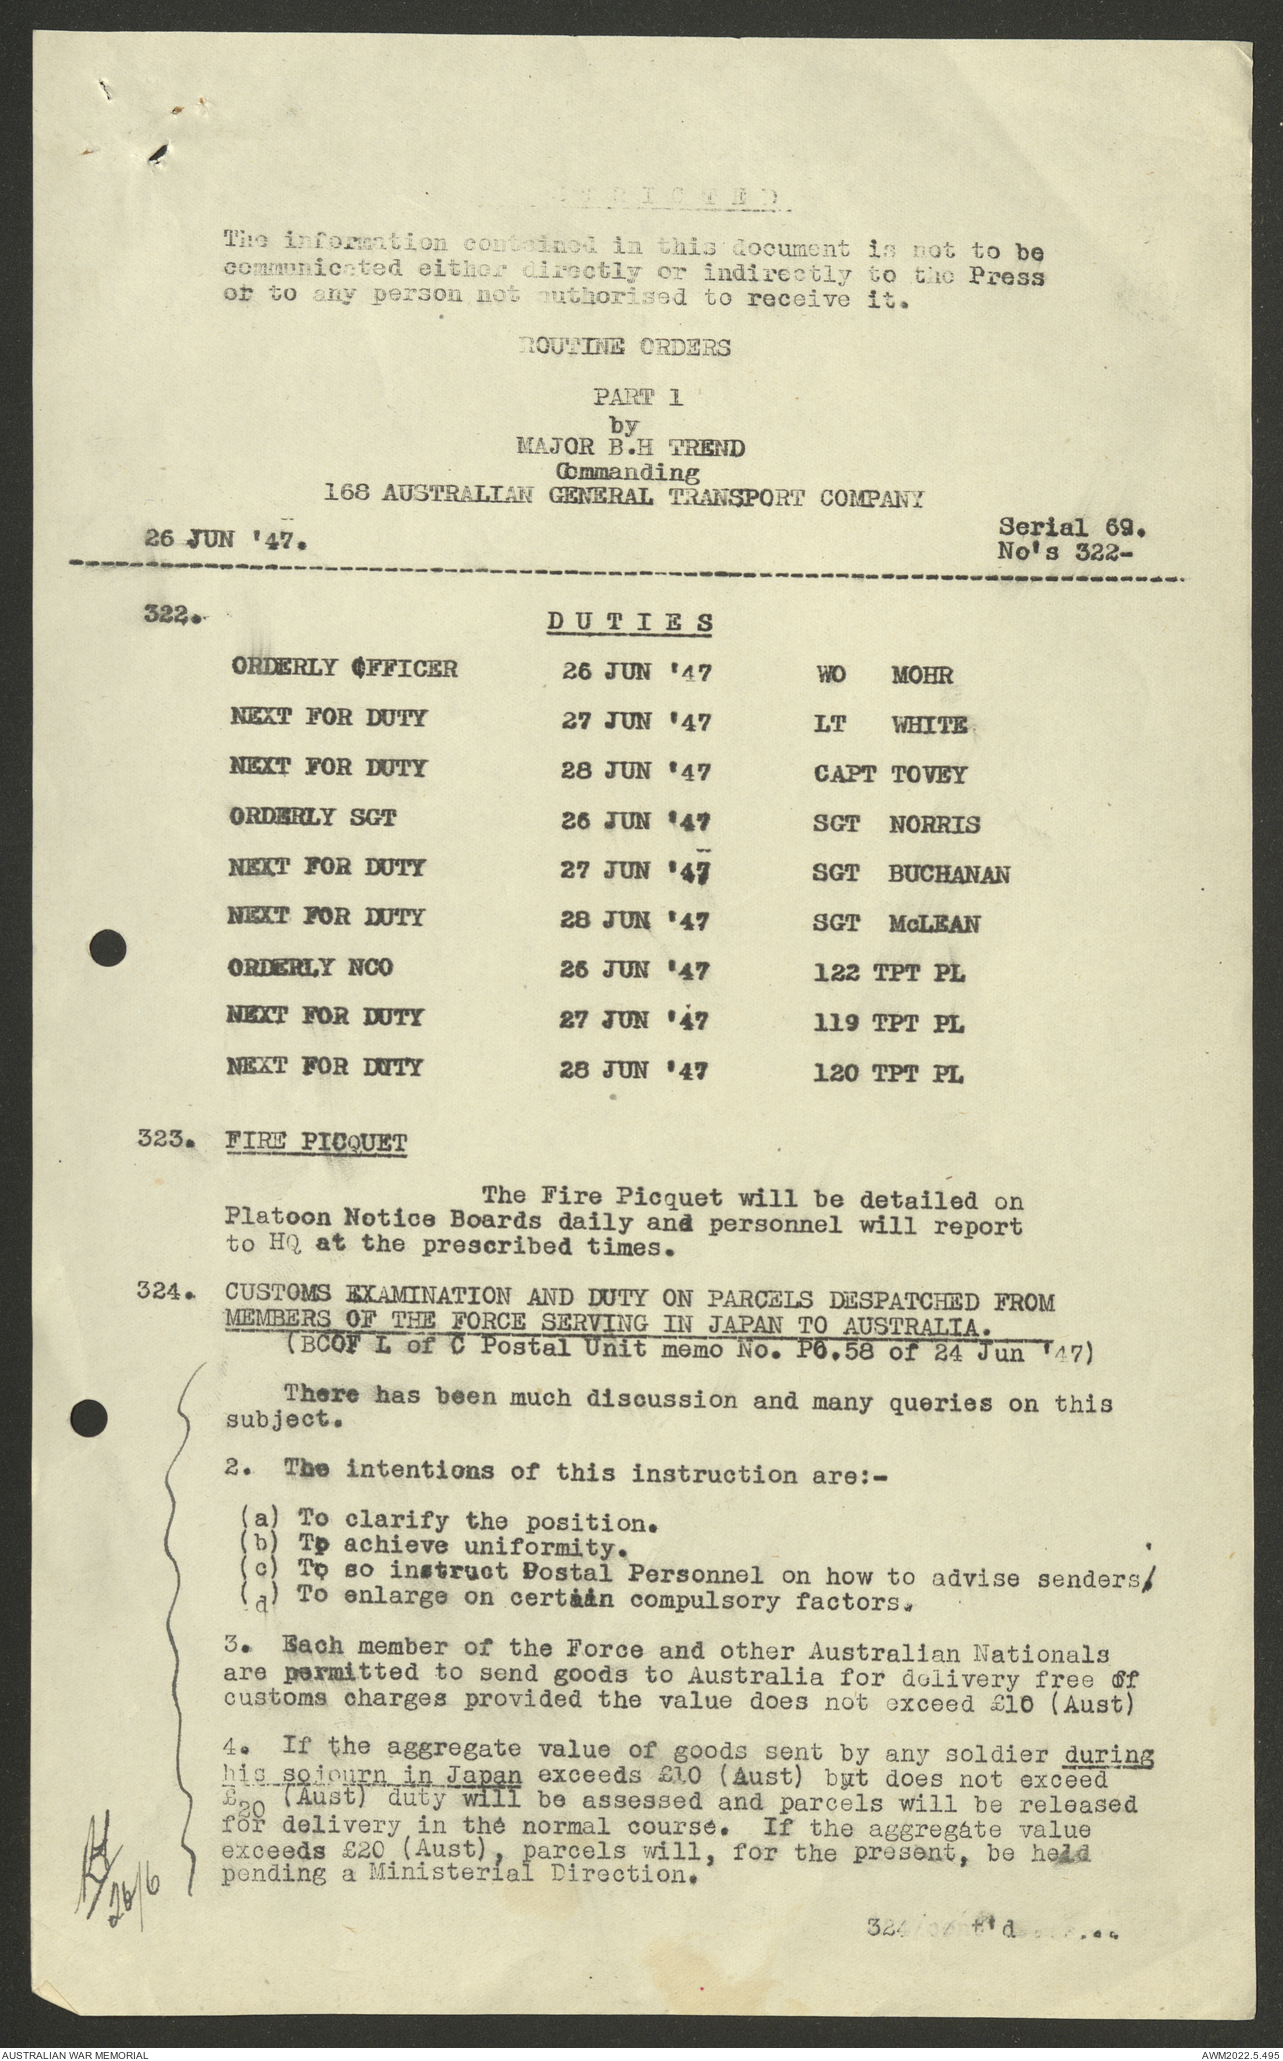 R E S T R I C T E D
The information contained in this document is not to be
communicated either directly or indirectly to the Press
or to any person not authorised to receive it.
ROUTINE ORDERS
PART 1
by
MAJOR B.H TREND
Commanding
168 AUSTRALIAN GENERAL TRANSPORT COMPANY
26 JUN '47.
Serial 69.
No's 322-
322. D U T I E S
ORDERLY OFFICER 26 JUN '47 WO MOHR
NEXT FOR DUTY 27 JUN '47 LT WHITE
NEXT FOR DUTY 28 JUN '47 CAPT TOVEY
ORDERLY SGT 26 JUN '47 SGT NORRIS
NEXT FOR DUTY 27 JUN '47 SGT BUCHANAN
NEXT FOR DUTY 28 JUN '47 SGT McLEAN
ORDERLY NCO 26 JUN '47 122 TPT PL
NEXT FOR DUTY 27 JUN '47 119 TPT PL
NEXT FOR DUTY 28 JUN '47 120 TPT PL
323. FIRE PICQUET
The Fire Picquet will be detailed on
Platoon Notice Boards daily and personnel will report
to HQ at the prescribed times.
324. CUSTOMS EXAMINATION AND DUTY ON PARCELS DESPATCHED FROM
MEMBERS OF THE FORCE SERVING IN JAPAN TO AUSTRALIA.
(BCOF L of C Postal Unit memo No. P6.58 of 24 Jun '47)
There has been much discussion and many queries on this
subject.
2. The intentions of this instruction are:-
(a) To clarify the position.
(b) To achieve uniformity.
(c) To so instruct Postal Personnel on how to advise senders.
(d) To enlarge on certain compulsory factors.
3. Each member of the Force and other Australian Nationals
are permitted to send goods to Australia for delivery free of
customs charges provided the value does not exceed £10 (Aust)
4. If the aggregate value of goods sent by any soldier during
his sojourn in Japan exceeds £10 (Aust) but does not exceed
£20 (Aust) duty will be assessed and parcels will be released
for delivery in the normal course. If the aggregate value
exceeds £20 (Aust), parcels will, for the present, be held
pending a Ministerial Direction.
26/6
324/cont'd......
AUSTRALIAN WAR MEMORIAL
AWM2022.5.495